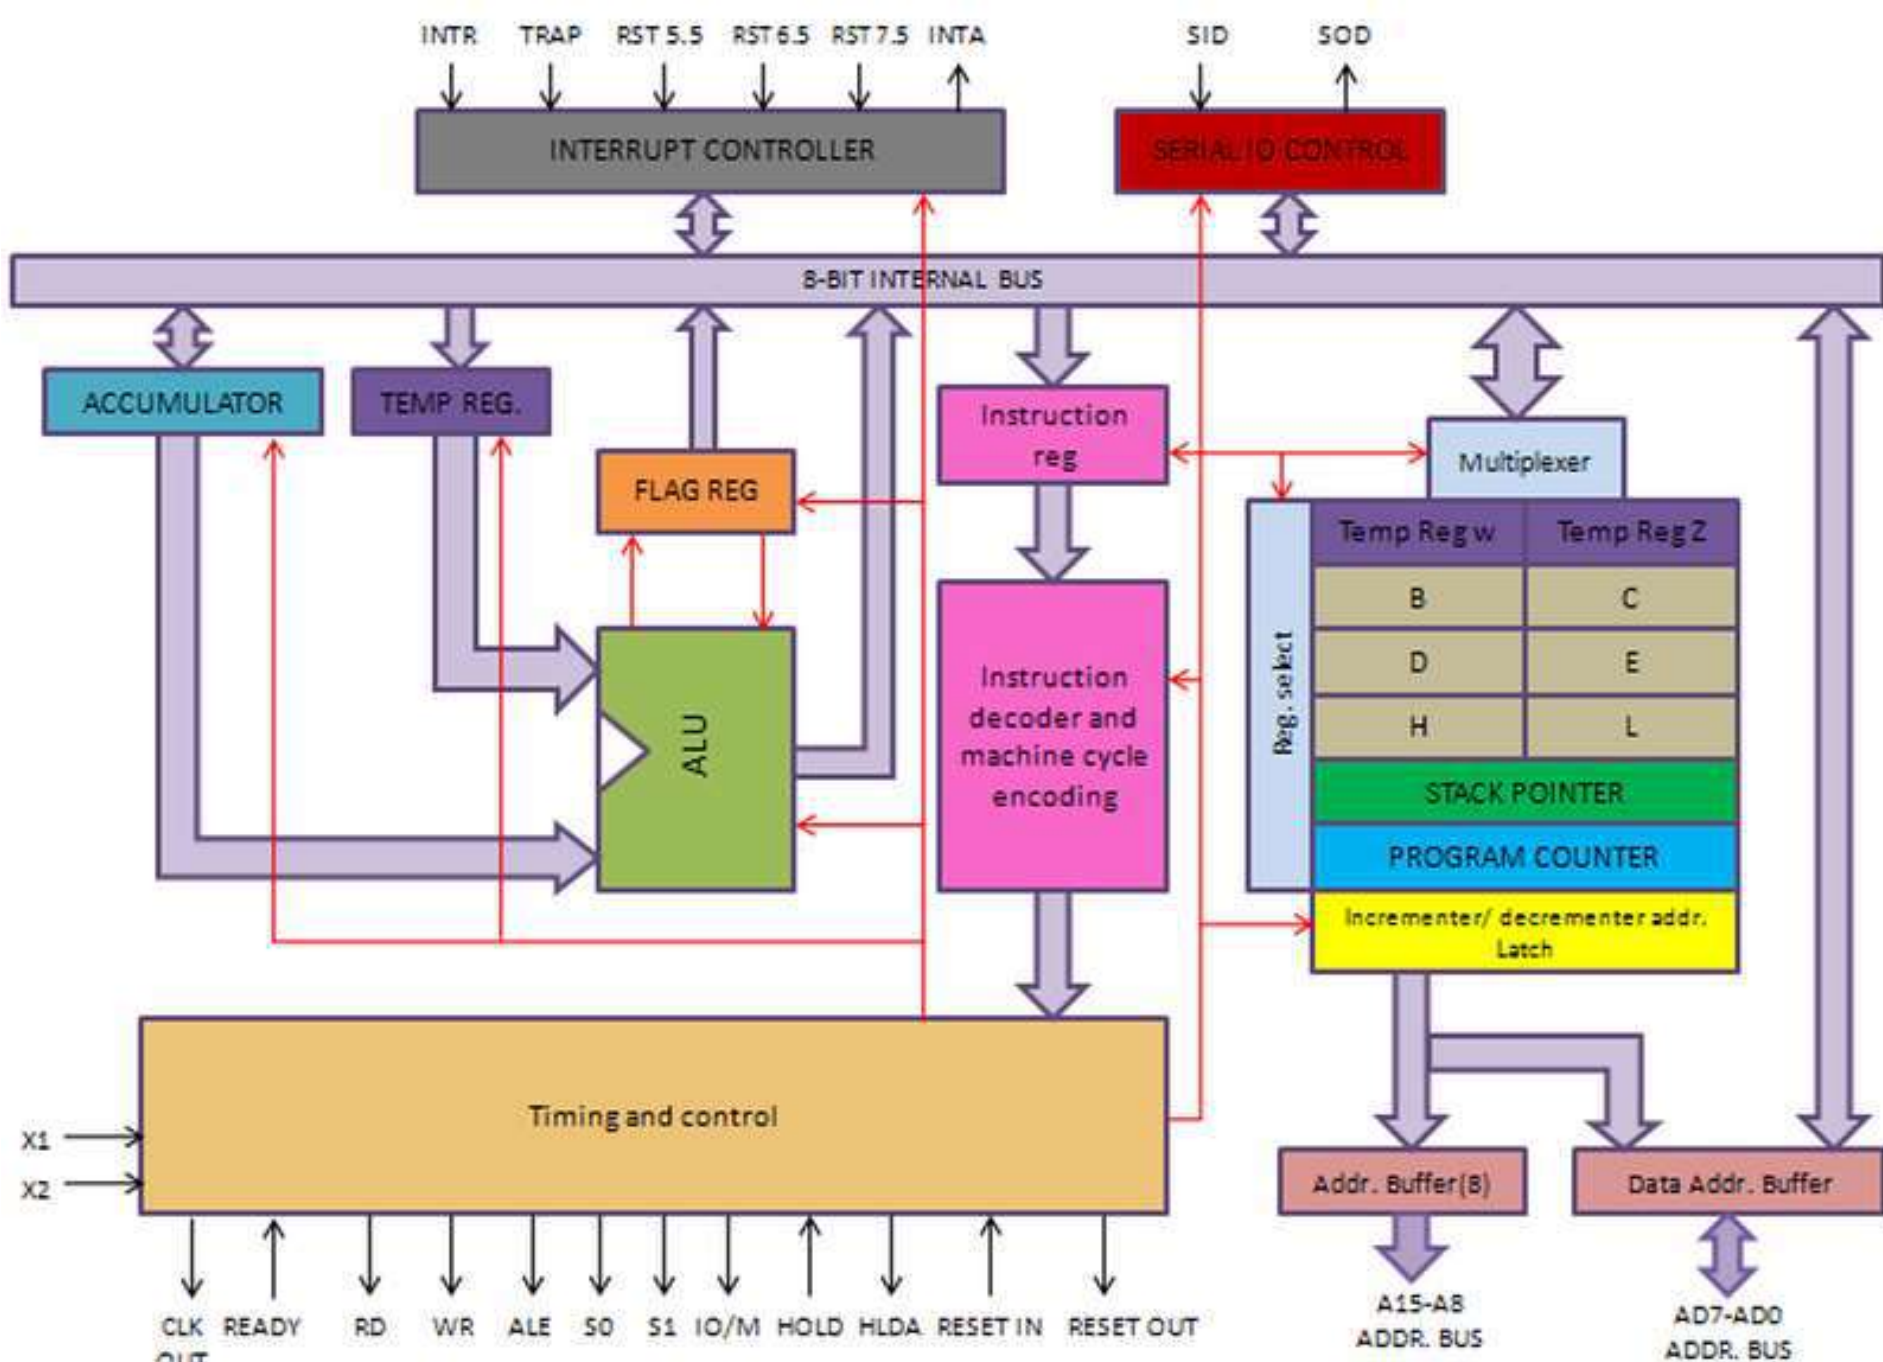 INTR TRAP RST 5.5 RST 6.5 RST 7.5 INTA SID SOD
INTERRUPT CONTROLLER
SERIAL IO CONTROL
8-BIT INTERNAL BUS
ACCUMULATOR
TEMP REG.
FLAG REG
Instruction
reg
Multiplexer
Temp Reg w
Temp Reg Z
B
C
D
E
H
L
Reg. select
STACK POINTER
PROGRAM COUNTER
Incrementer/ decrementer addr.
Latch
ALU
Instruction
decoder and
machine cycle
encoding
Timing and control
X1
X2
Addr. Buffer(8)
Data Addr. Buffer
CLK
OUT
READY
RD
WR
ALE
S0
S1
IO/M
HOLD
HLDA
RESET IN
RESET OUT
A15-A8
ADDR. BUS
AD7-AD0
ADDR. BUS